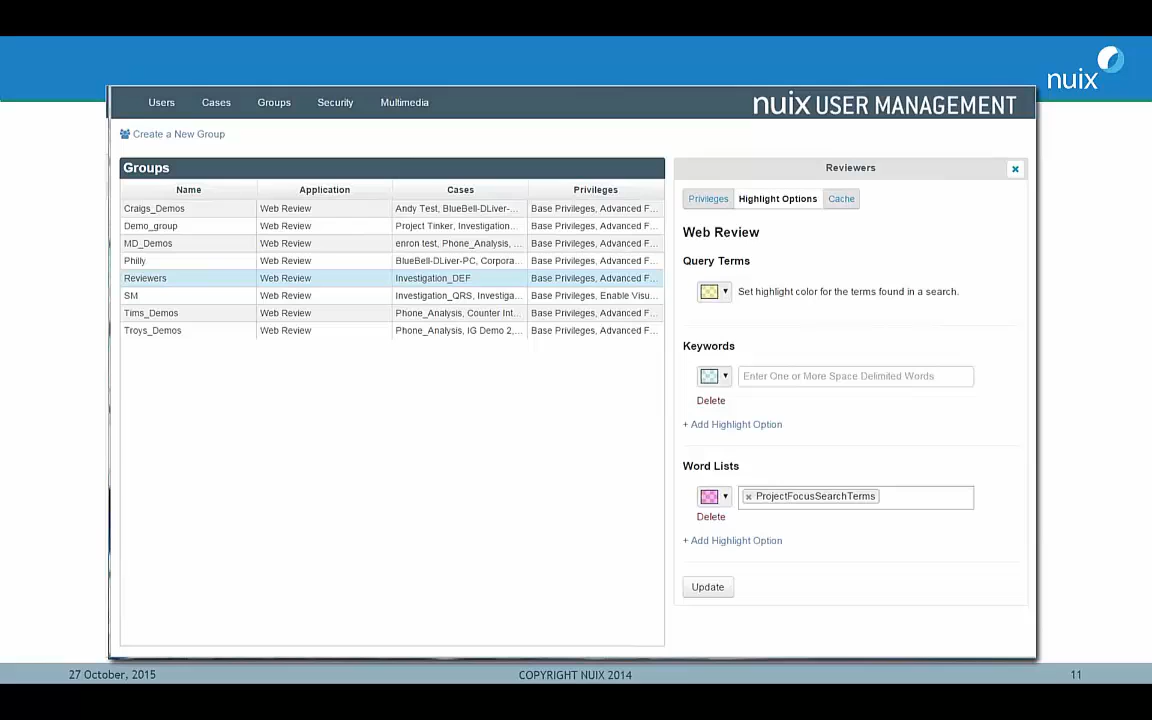 nuix
Users Cases Groups Security Multimedia
nuix USER MANAGEMENT
Create a New Group
Groups
Name Application Cases Privileges
Craigs_Demos Web Review Andy Test, BlueBell-DLiver-... Base Privileges, Advanced F...
Demo_group Web Review Project Tinker, Investigation... Base Privileges, Advanced F...
MD_Demos Web Review enron test, Phone_Analysis, ... Base Privileges, Advanced F...
Philly Web Review BlueBell-DLiver-PC, Corpora... Base Privileges, Advanced F...
Reviewers Web Review Investigation_DEF Base Privileges, Advanced F...
SM Web Review Investigation_QRS, Investiga... Base Privileges, Enable Visu...
Tims_Demos Web Review Phone_Analysis, Counter Int... Base Privileges, Advanced F...
Troys_Demos Web Review Phone_Analysis, IG Demo 2,... Base Privileges, Advanced F...
Reviewers
Privileges Highlight Options Cache
Web Review
Query Terms
Set highlight color for the terms found in a search.
Keywords
Enter One or More Space Delimited Words
Delete
+ Add Highlight Option
Word Lists
× ProjectFocusSearchTerms
Delete
+ Add Highlight Option
Update
27 October, 2015 COPYRIGHT NUIX 2014 11